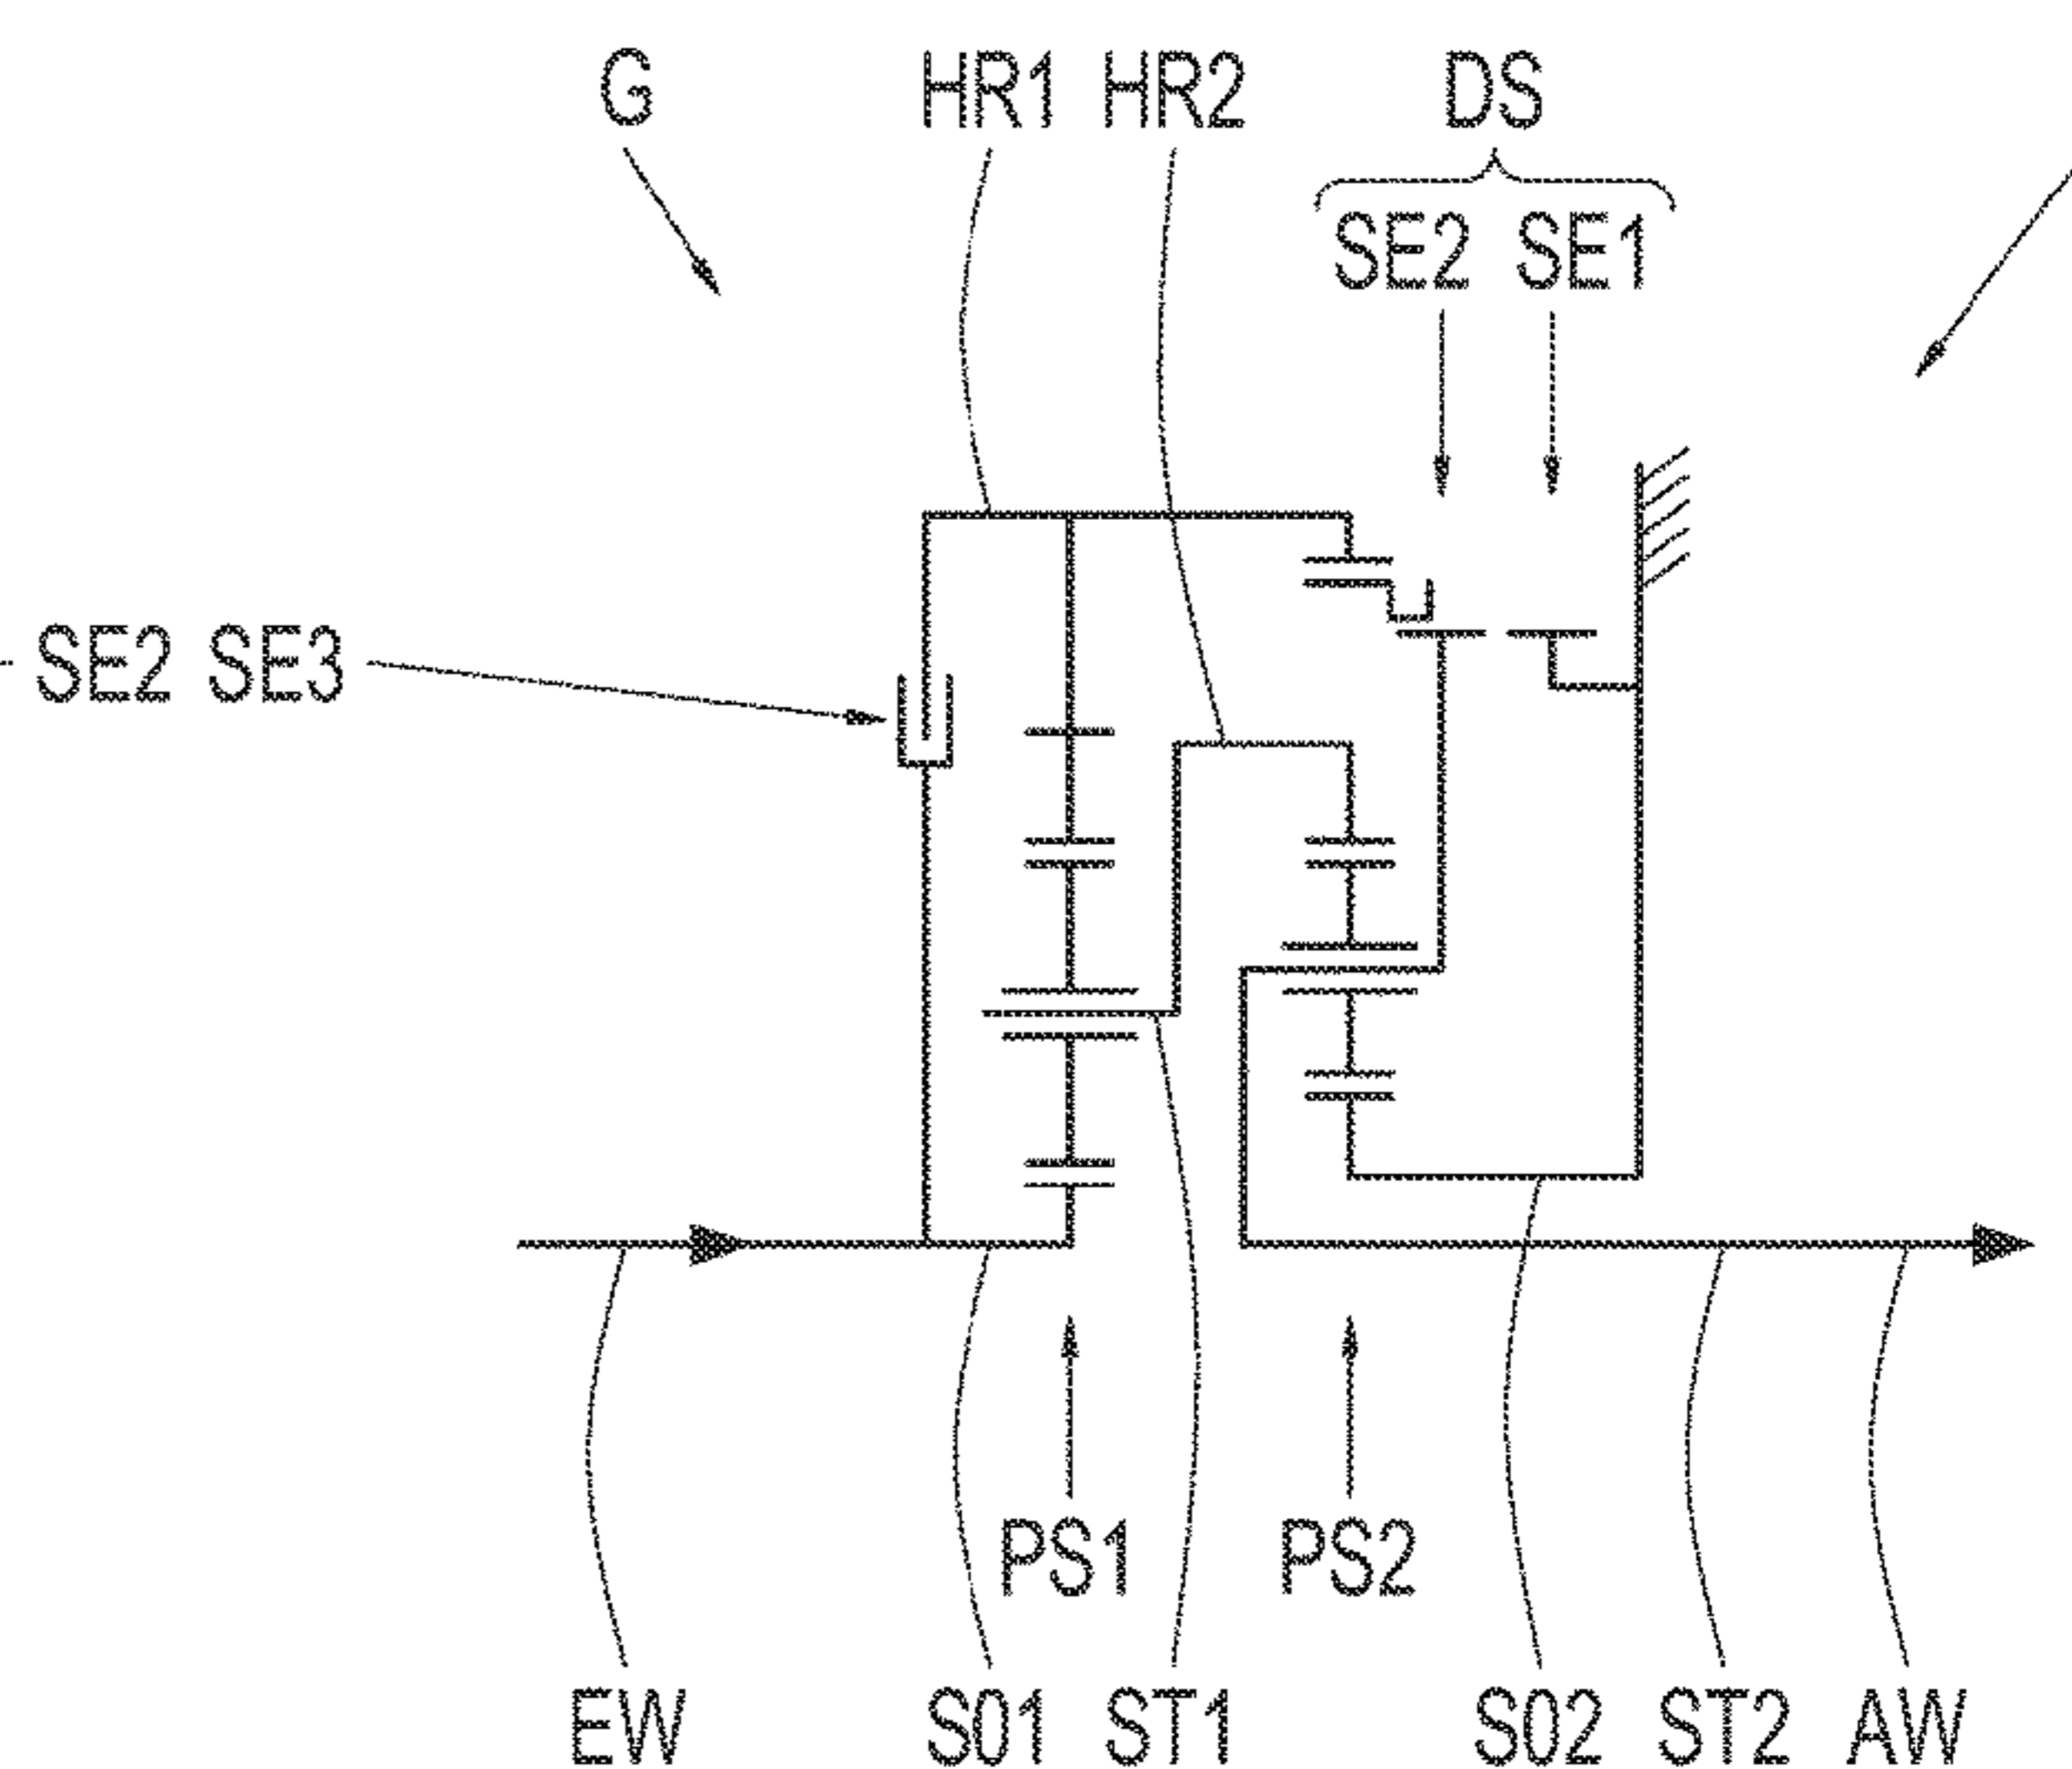 G HR1 HR2 DS
SE2 SE1
SE2 SE3
PS1 PS2
EW S01 ST1 S02 ST2 AW